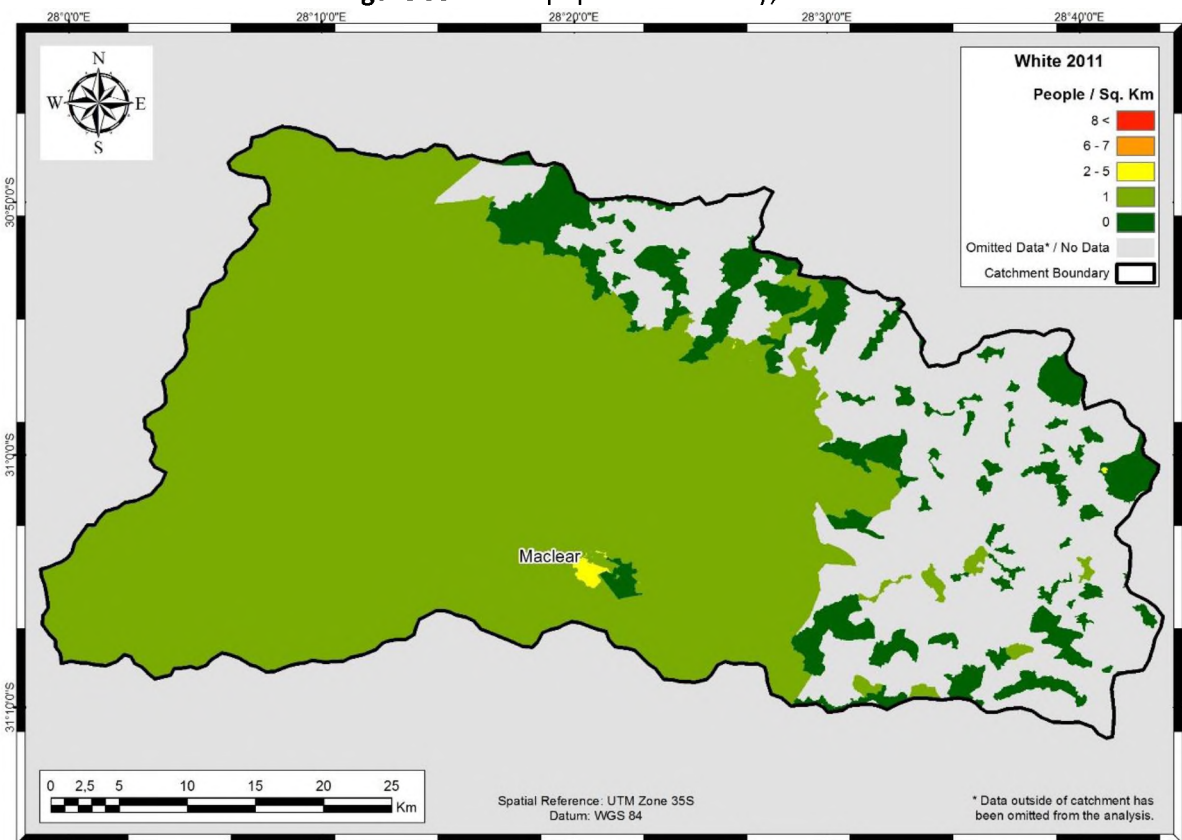 28°0'0"E
28°10'0"E
28°20'0"E
28°30'0"E
28°40'0"E
N
W
E
S
White 2011
People / Sq. Km
8 <
6 - 7
2 - 5
1
0
Omitted Data* / No Data
Catchment Boundary
30°50'0"S
31°0'0"S
31°10'0"S
Maclear
0 2,5 5 10 15 20 25
Km
Spatial Reference: UTM Zone 35S
Datum: WGS 84
* Data outside of catchment has
been omitted from the analysis.